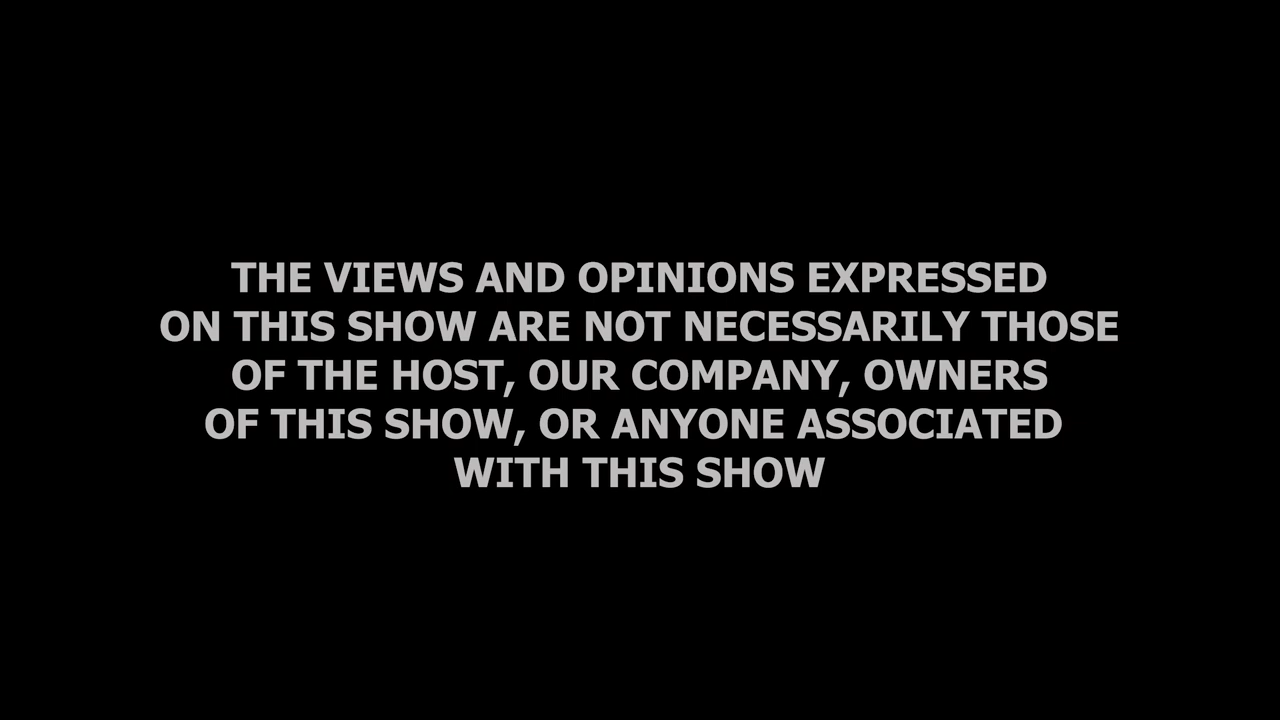 THE VIEWS AND OPINIONS EXPRESSED
ON THIS SHOW ARE NOT NECESSARILY THOSE
OF THE HOST, OUR COMPANY, OWNERS
OF THIS SHOW, OR ANYONE ASSOCIATED
WITH THIS SHOW